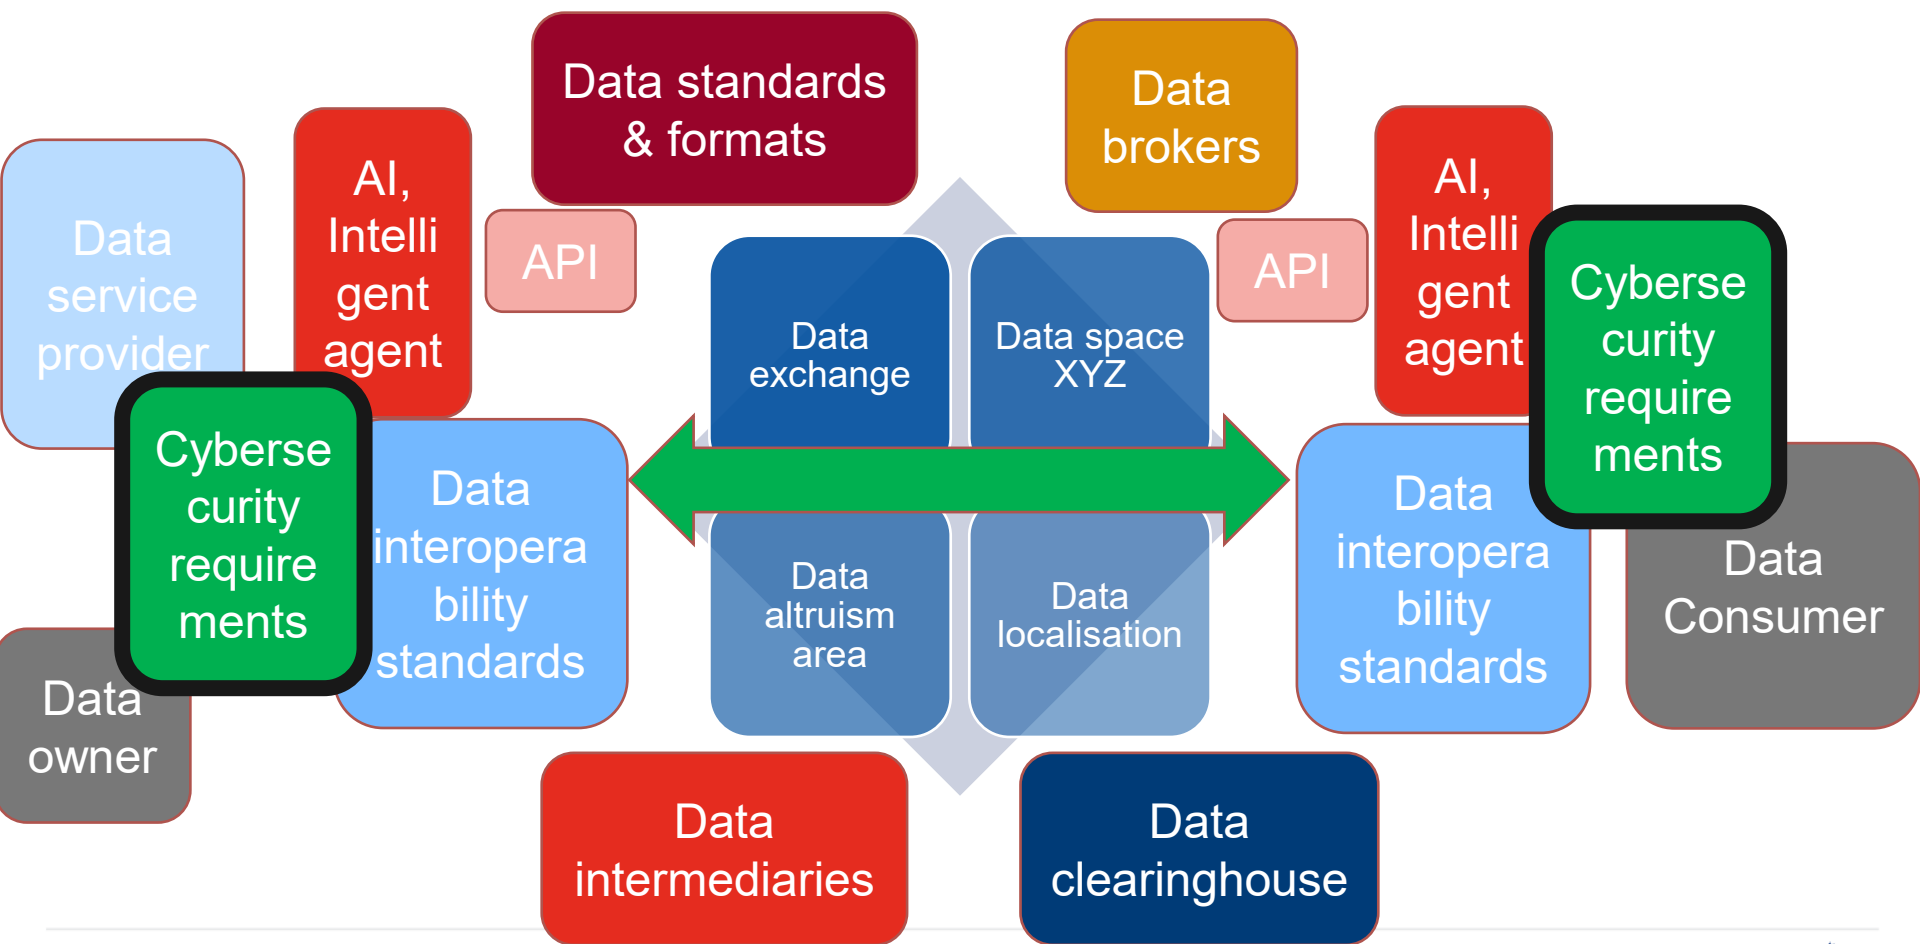 Data standards
& formats
Data
brokers
Data
service
provider
AI,
Intelli
gent
agent
API
API
AI,
Intelli
gent
agent
Cyberse
curity
require
ments
Data
exchange
Data space
XYZ
Cyberse
curity
require
ments
Data
interopera
bility
standards
Data
altruism
area
Data
localisation
Data
interopera
bility
standards
Data
Consumer
Data
owner
Data
intermediaries
Data
clearinghouse